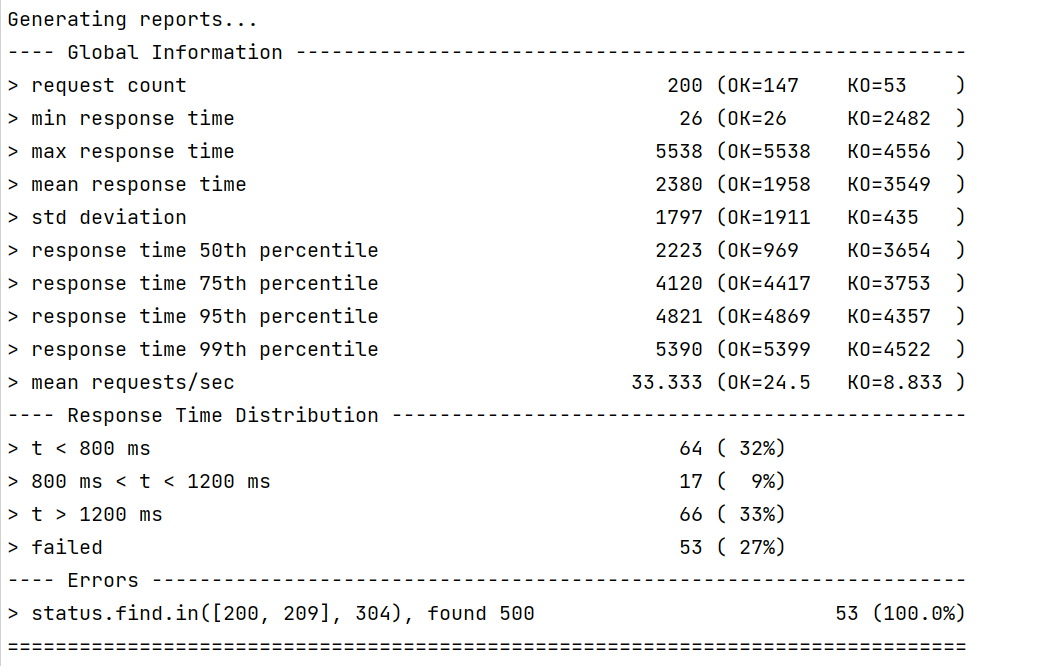 Generating reports...
---- Global Information --------------------------------------------------------
> request count                                        200 (OK=147    KO=53    )
> min response time                                     26 (OK=26     KO=2482  )
> max response time                                   5538 (OK=5538   KO=4556  )
> mean response time                                  2380 (OK=1958   KO=3549  )
> std deviation                                       1797 (OK=1911   KO=435   )
> response time 50th percentile                       2223 (OK=969    KO=3654  )
> response time 75th percentile                       4120 (OK=4417   KO=3753  )
> response time 95th percentile                       4821 (OK=4869   KO=4357  )
> response time 99th percentile                       5390 (OK=5399   KO=4522  )
> mean requests/sec                                 33.333 (OK=24.5   KO=8.833 )
---- Response Time Distribution ------------------------------------------------
> t < 800 ms                                            64 ( 32%)
> 800 ms < t < 1200 ms                                  17 (  9%)
> t > 1200 ms                                           66 ( 33%)
> failed                                                53 ( 27%)
---- Errors --------------------------------------------------------------------
> status.find.in([200, 209], 304), found 500                         53 (100.0%)
================================================================================